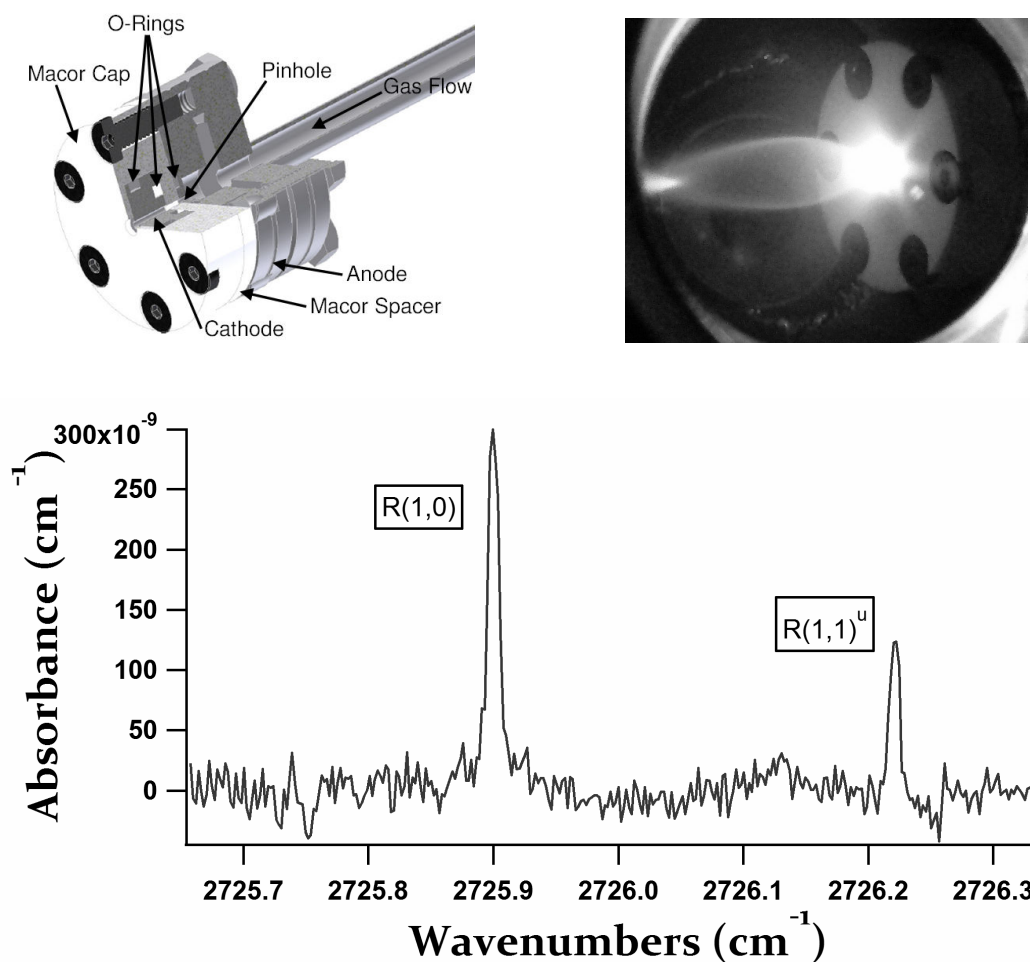 O-Rings
Macor Cap
Pinhole
Gas Flow
Anode
Macor Spacer
Cathode
300x10⁻⁹
250
200
150
100
50
0
Absorbance (cm⁻¹)
R(1,0)
R(1,1)ᵘ
2725.7 2725.8 2725.9 2726.0 2726.1 2726.2 2726.3
Wavenumbers (cm⁻¹)